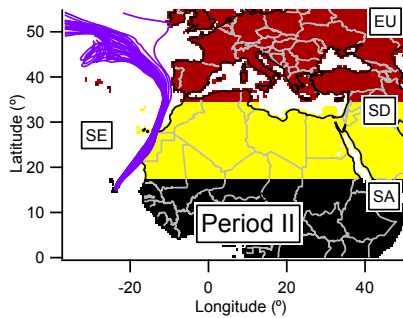 50
40
30
20
10
0
Latitude (º)
EU
SD
SE
SA
Period II
-20
0
20
40
Longitude (º)